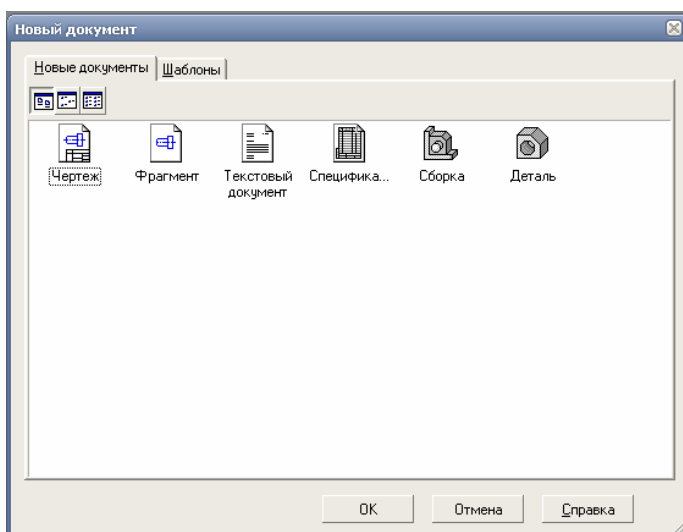 Новый документ
Новые документы Шаблоны
Чертеж Фрагмент Текстовый документ Специфика... Сборка Деталь
OK Отмена Справка